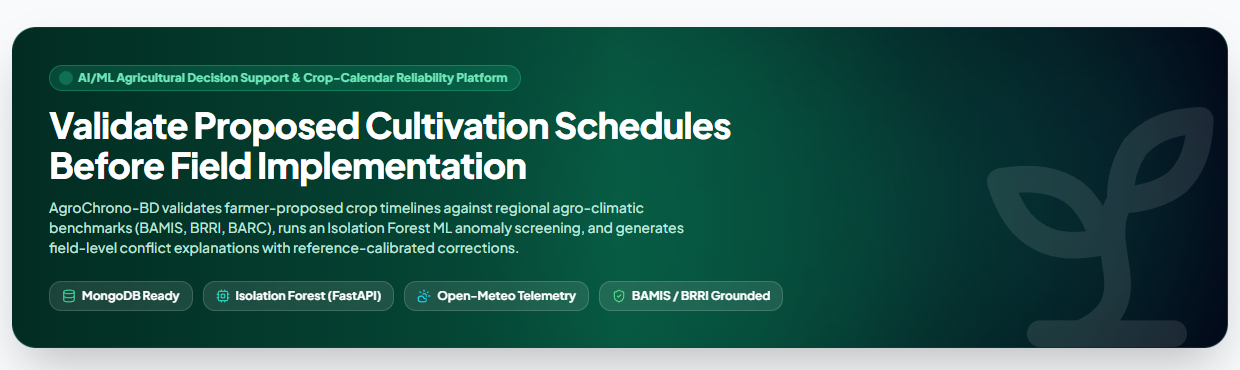 AI/ML Agricultural Decision Support & Crop-Calendar Reliability Platform
Validate Proposed Cultivation Schedules
Before Field Implementation
AgroChrono-BD validates farmer-proposed crop timelines against regional agro-climatic
benchmarks (BAMIS, BRRI, BARC), runs an Isolation Forest ML anomaly screening, and generates
field-level conflict explanations with reference-calibrated corrections.
MongoDB Ready
Isolation Forest (FastAPI)
Open-Meteo Telemetry
BAMIS / BRRI Grounded